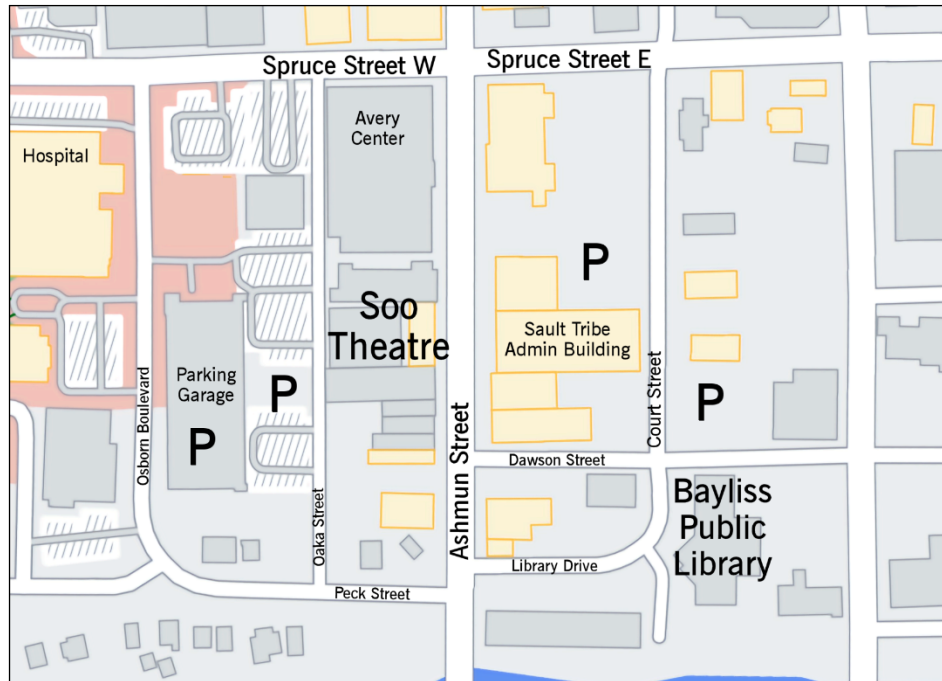 Spruce Street W
Spruce Street E
Avery
Center
Hospital
P
Soo
Theatre
Sault Tribe
Admin Building
Parking
Garage
P
P
P
Osborn Boulevard
Court Street
Dawson Street
Ashmun Street
Oaka Street
Bayliss
Public
Library
Library Drive
Peck Street